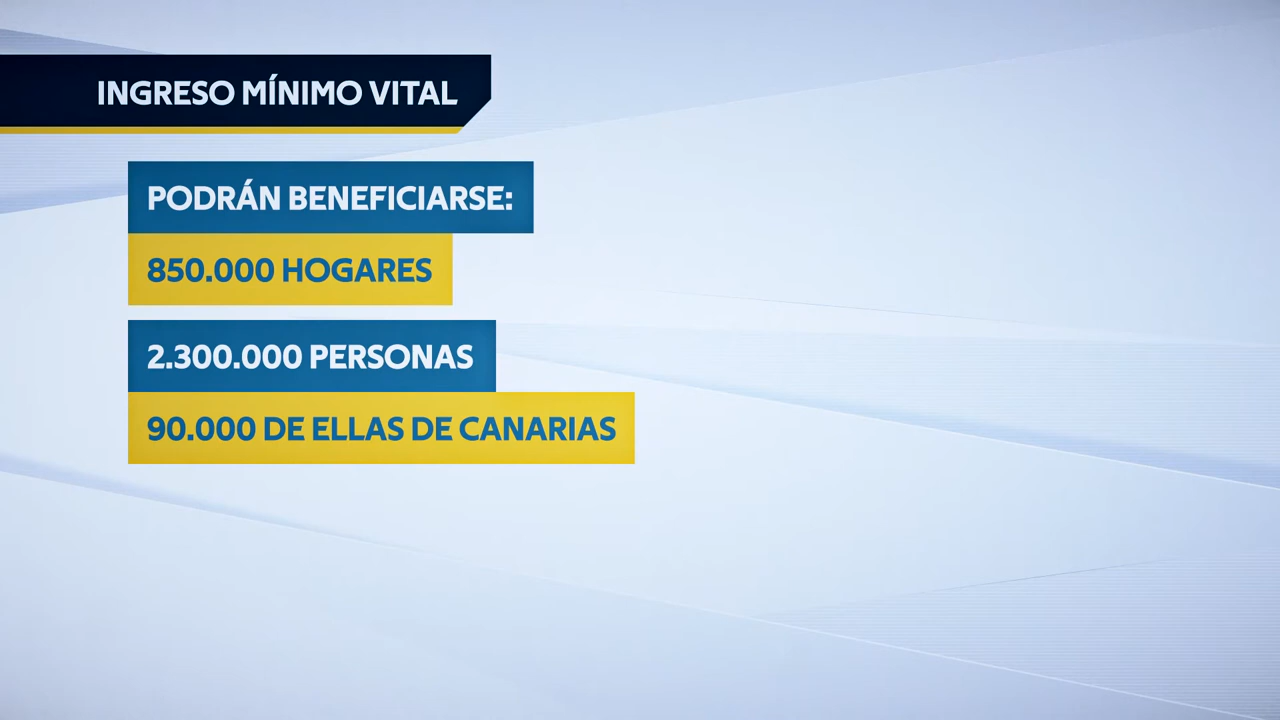 INGRESO MÍNIMO VITAL
PODRÁN BENEFICIARSE:
850.000 HOGARES
2.300.000 PERSONAS
90.000 DE ELLAS DE CANARIAS